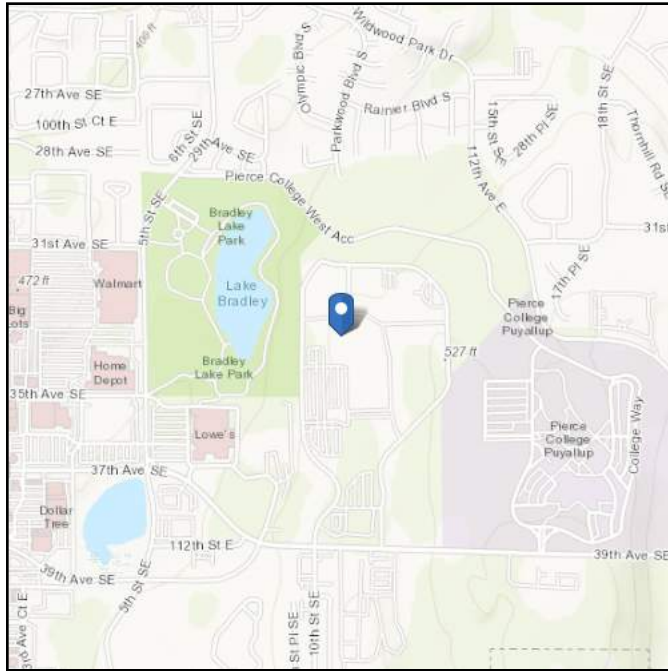 Wildwood Park Dr
Olympic Blvd S
Parkwood Blvd S
Rainier Blvd S
400 ft
27th Ave SE
100th St Ct E
28th Ave SE
6th St SE
29th Ave SE
15th St SE
28th Pl SE
18th St SE
Thornhill Rd SE
112th Ave E
Pierce College West Acc
5th St SE
Bradley
Lake
Park
31st Ave SE
31st
17th Pl SE
472 ft
Walmart
Lake
Bradley
Big
Lots
Pierce
College
Puyallup
527 ft
Home
Depot
Bradley
Lake Park
35th Ave SE
Lowe's
Pierce
College
Puyallup
College Way
37th Ave SE
Dollar
Tree
112th St E
39th Ave SE
39th Ave SE
5th St SE
10th St SE
St Pl SE
3rd Ct E